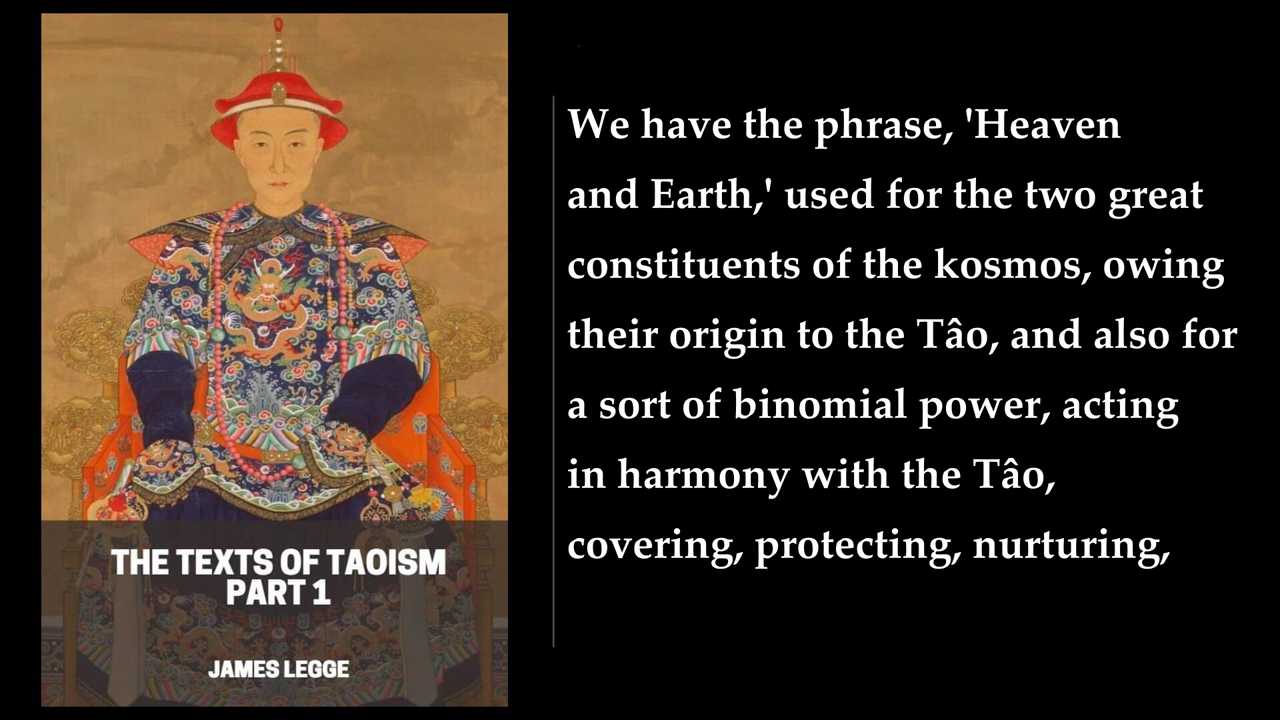 THE TEXTS OF TAOISM
PART 1
JAMES LEGGE
We have the phrase, 'Heaven
and Earth,' used for the two great
constituents of the kosmos, owing
their origin to the Tâo, and also for
a sort of binomial power, acting
in harmony with the Tâo,
covering, protecting, nurturing,